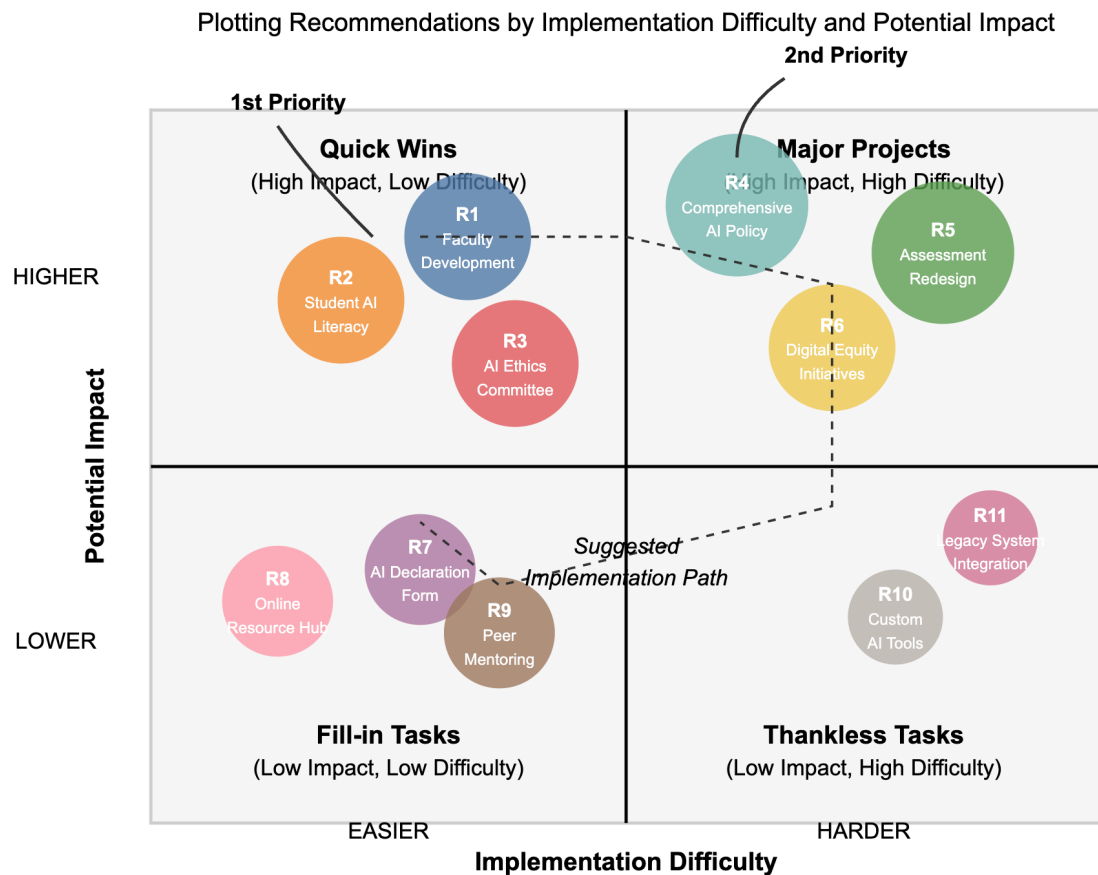 Plotting Recommendations by Implementation Difficulty and Potential Impact
2nd Priority
1st Priority
Quick Wins
(High Impact, Low Difficulty)
Major Projects
(High Impact, High Difficulty)
R4
Comprehensive
AI Policy
R1
Faculty
Development
R5
Assessment
Redesign
R2
Student AI
Literacy
HIGHER
R3
AI Ethics
Committee
R6
Digital Equity
Initiatives
Potential Impact
R11
Legacy System
Integration
R7
AI Declaration
Form
Suggested
Implementation Path
R8
Online
Resource Hub
R9
Peer
Mentoring
R10
Custom
AI Tools
LOWER
Fill-in Tasks
(Low Impact, Low Difficulty)
Thankless Tasks
(Low Impact, High Difficulty)
EASIER
HARDER
Implementation Difficulty